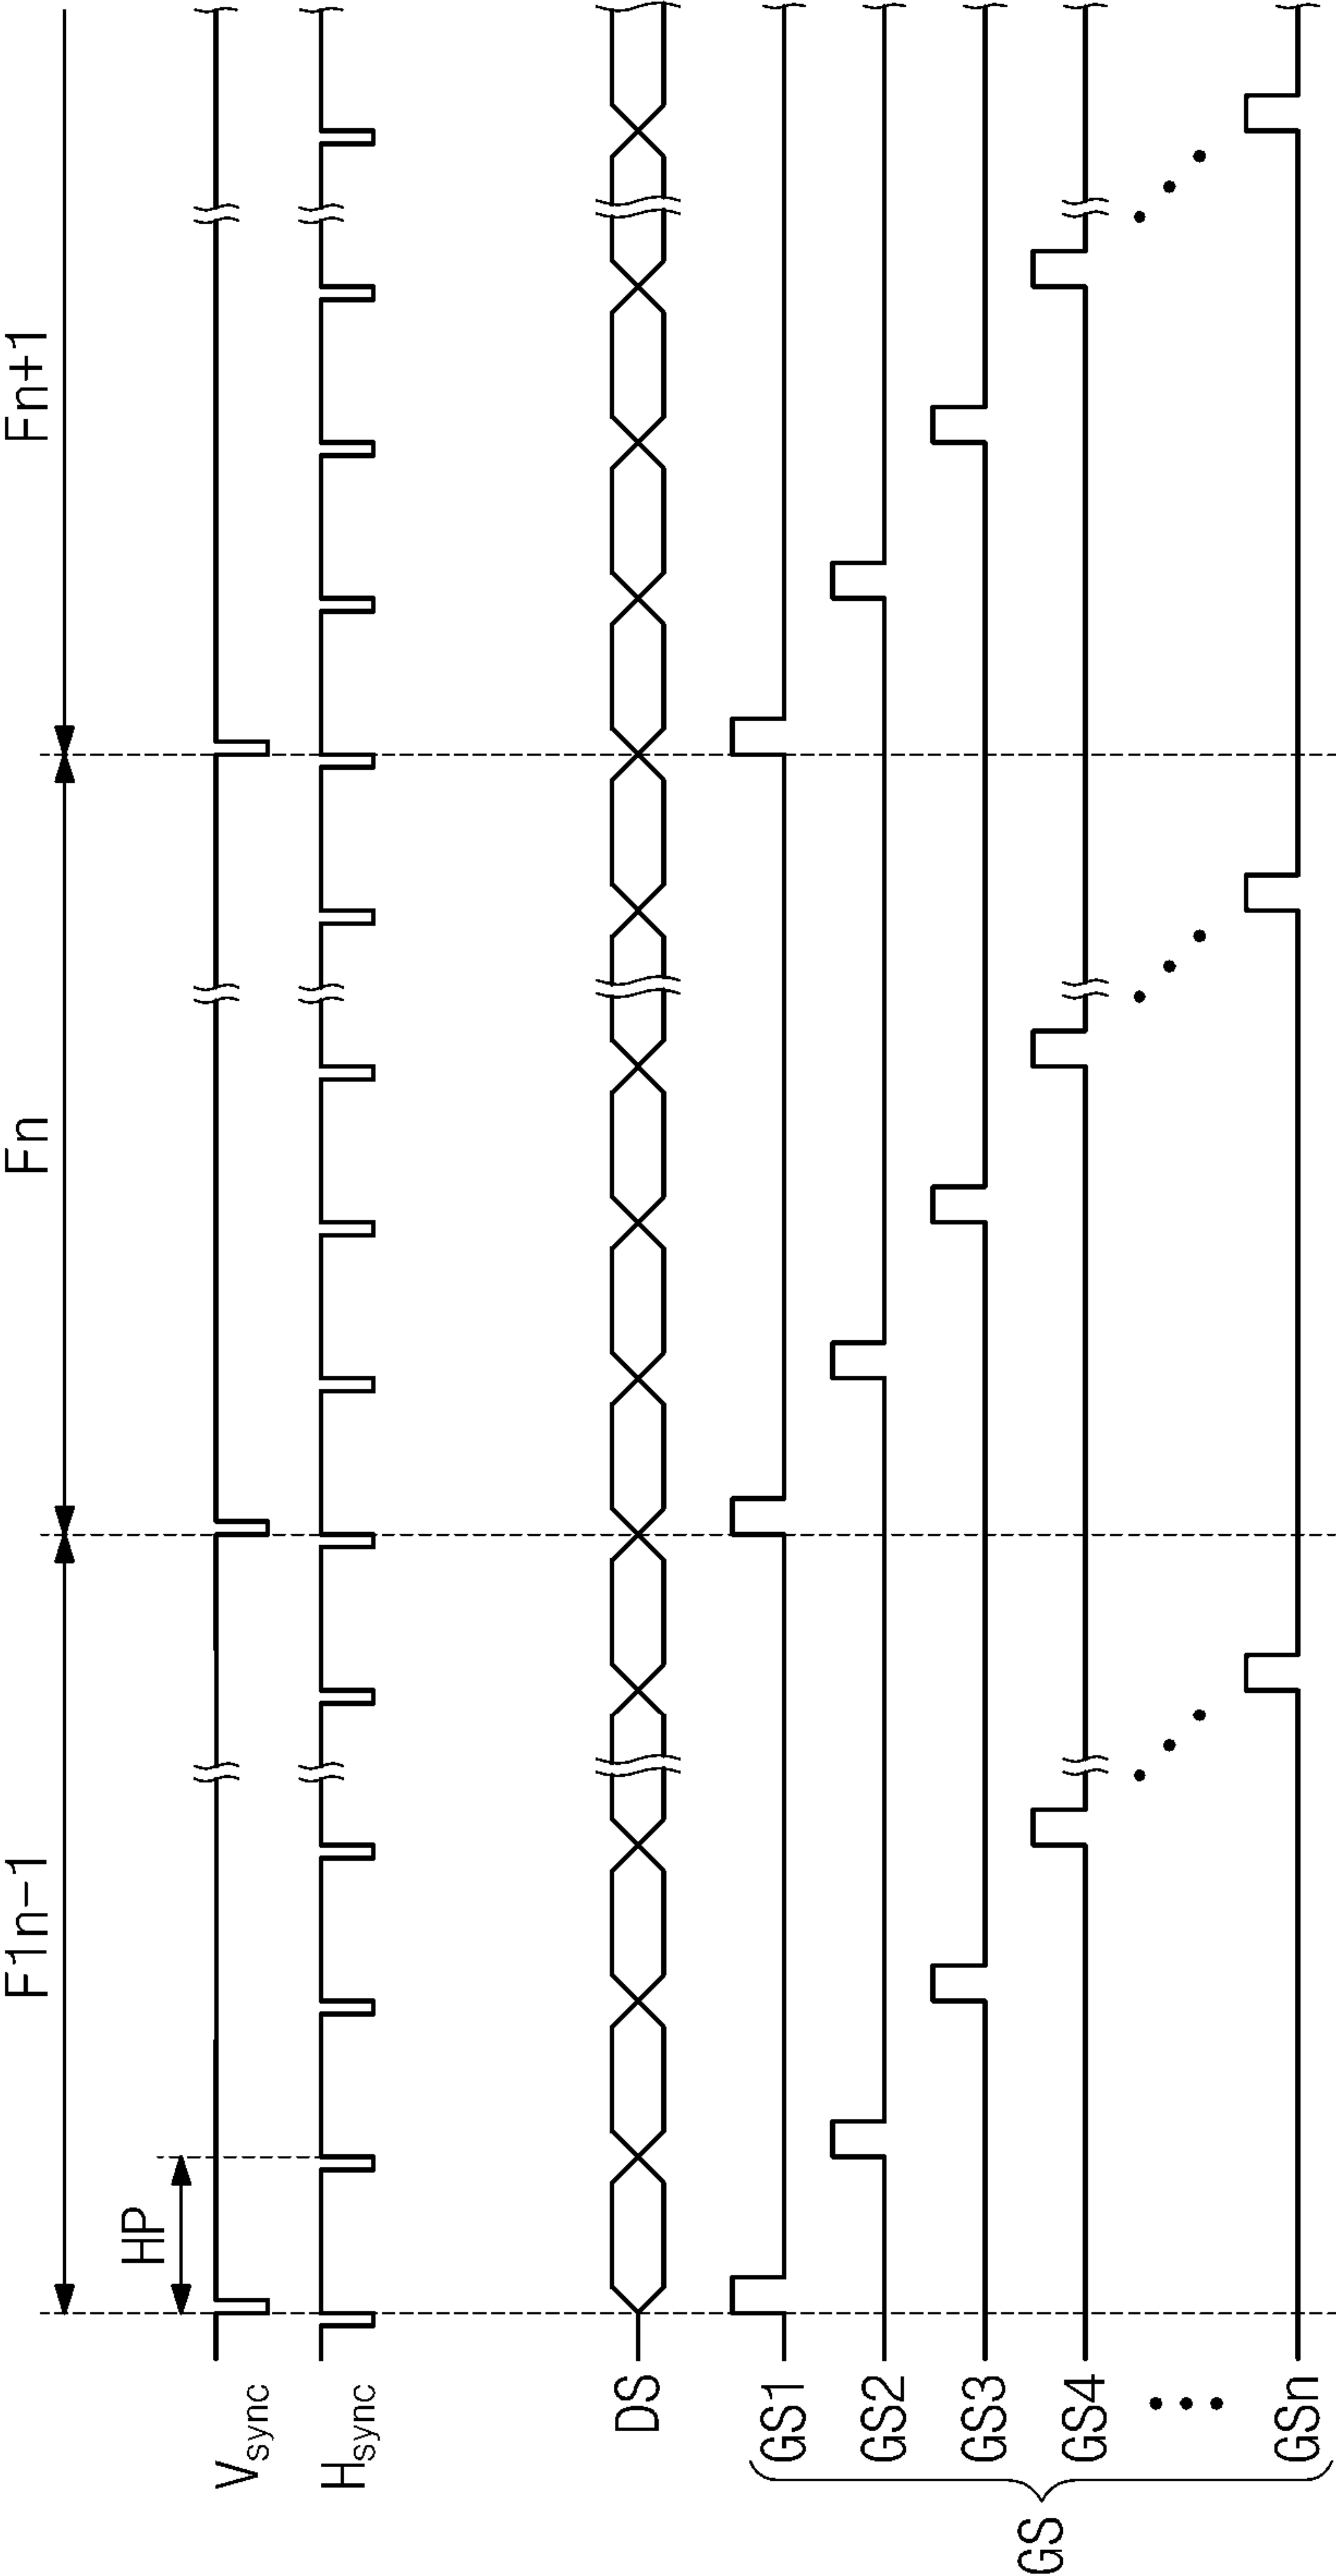 F1n-1 Fn Fn+1
HP
Vsync
Hsync
DS
GS1
GS2
GS3
GS4
GSn
GS